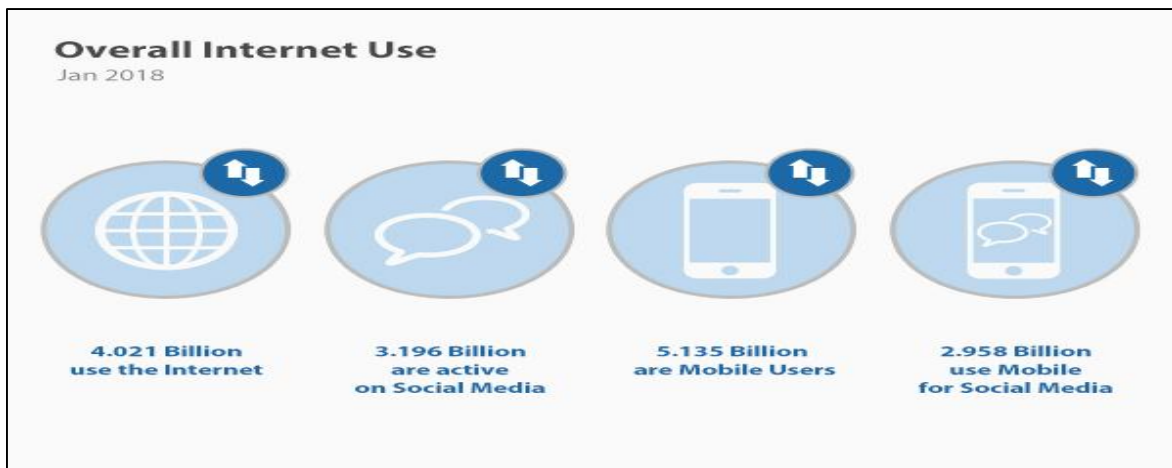 Overall Internet Use
Jan 2018
4.021 Billion
use the Internet
3.196 Billion
are active
on Social Media
5.135 Billion
are Mobile Users
2.958 Billion
use Mobile
for Social Media